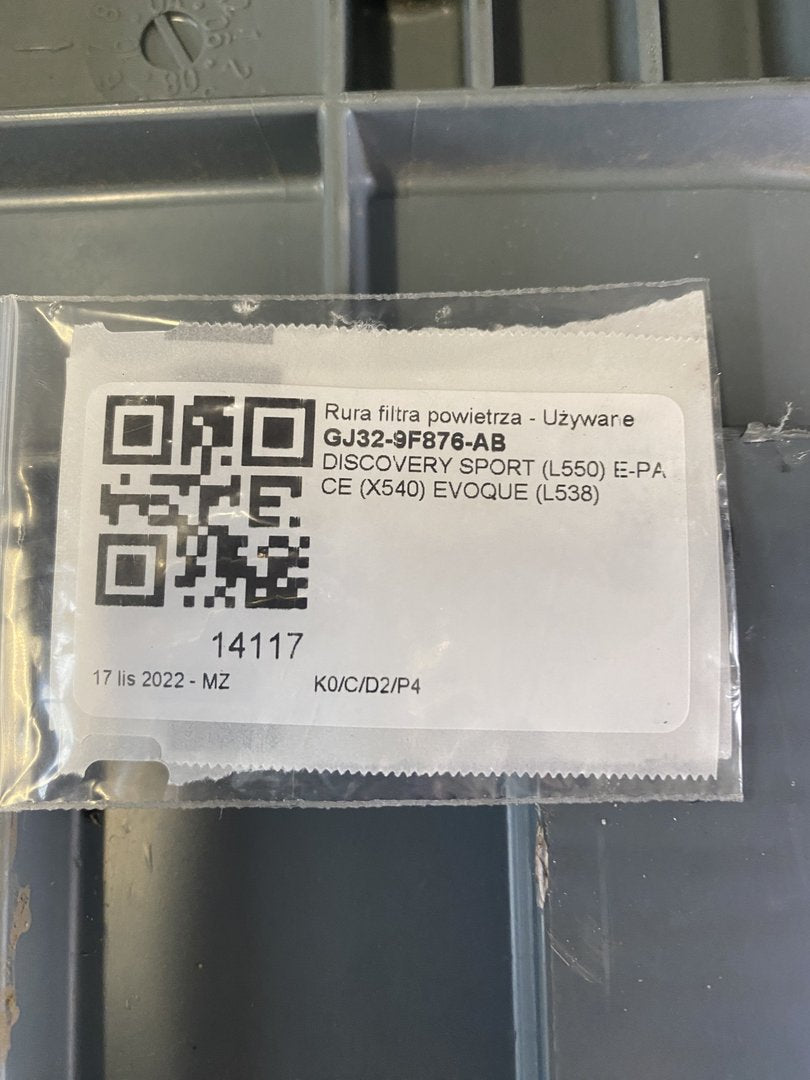 Rura filtra powietrza - Używane
GJ32-9F876-AB
DISCOVERY SPORT (L550) E-PA
CE (X540) EVOQUE (L538)
14117
17 lis 2022 - MZ
K0/C/D2/P4